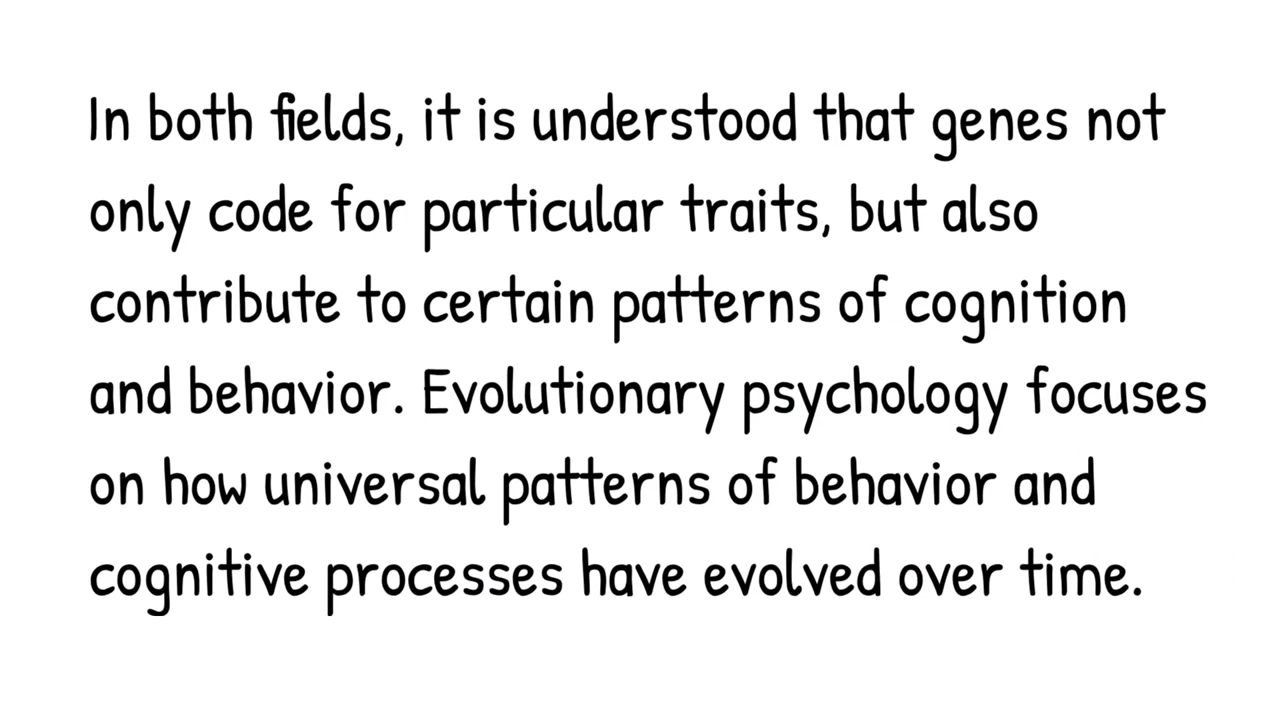 In both fields, it is understood that genes not
only code for particular traits, but also
contribute to certain patterns of cognition
and behavior. Evolutionary psychology focuses
on how universal patterns of behavior and
cognitive processes have evolved over time.